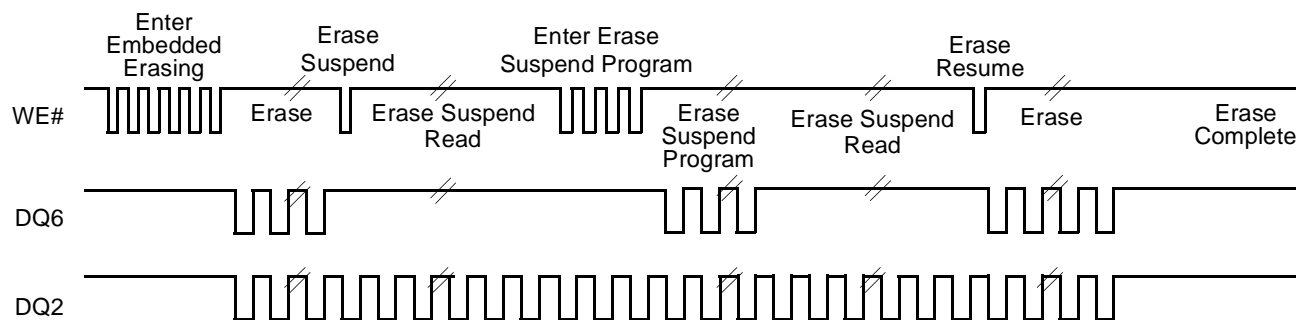 Enter
Embedded
Erasing
Erase
Suspend
Enter Erase
Suspend Program
Erase
Resume
WE#
Erase
Erase Suspend
Read
Erase
Suspend
Program
Erase Suspend
Read
Erase
Erase
Complete
DQ6
DQ2